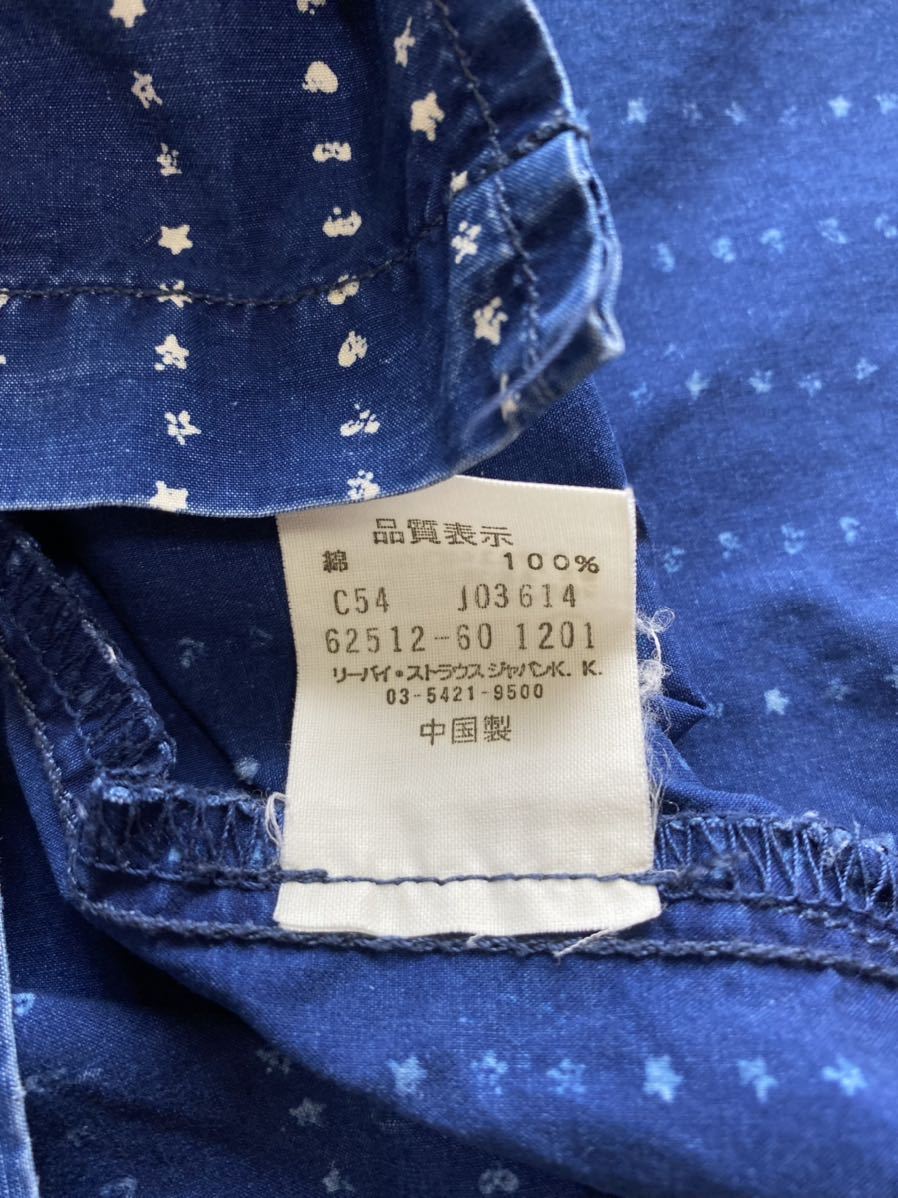 品質表示
綿 100%
C54 J03614
62512-60 1201
リーバイ・ストラウス ジャパンK. K.
03-5421-9500
中国製